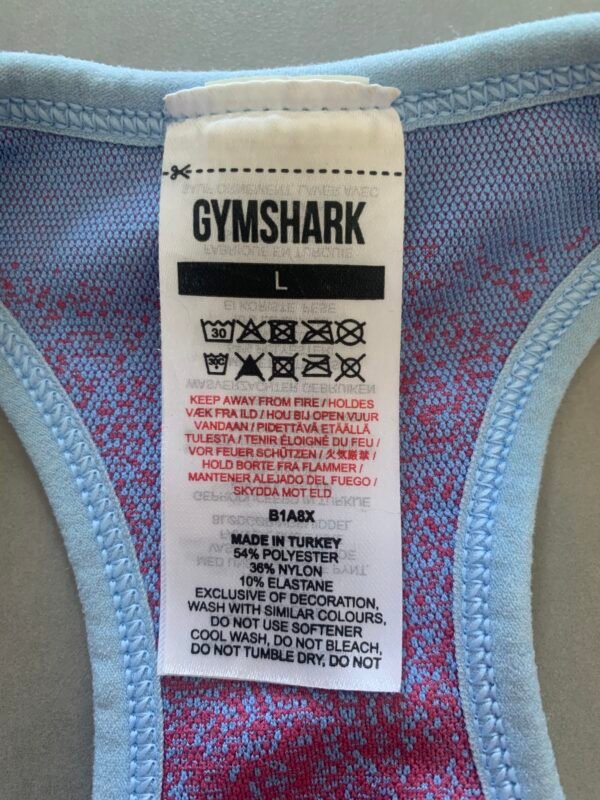 GYMSHARK
L
30
30C
KEEP AWAY FROM FIRE / HOLDES
VÆK FRA ILD / HOU BIJ OPEN VUUR
VANDAAN / PIDETTÄVÄ ETÄÄLLÄ
TULESTA / TENIR ÉLOIGNÉ DU FEU /
VOR FEUER SCHÜTZEN / 火気厳禁 /
HOLD BORTE FRA FLAMMER /
MANTENER ALEJADO DEL FUEGO /
SKYDDA MOT ELD
B1A8X
MADE IN TURKEY
54% POLYESTER
36% NYLON
10% ELASTANE
EXCLUSIVE OF DECORATION,
WASH WITH SIMILAR COLOURS,
DO NOT USE SOFTENER
COOL WASH, DO NOT BLEACH,
DO NOT TUMBLE DRY, DO NOT